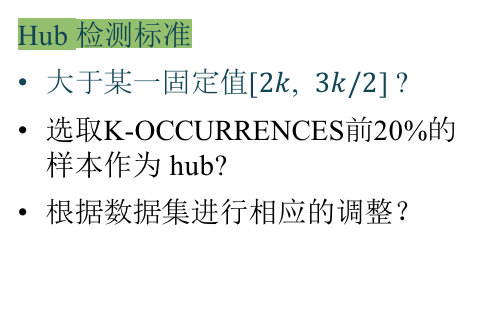 Hub 检测标准
• 大于某一固定值[2k, 3k/2]？
• 选取K-OCCURRENCES前20%的
样本作为 hub?
• 根据数据集进行相应的调整？